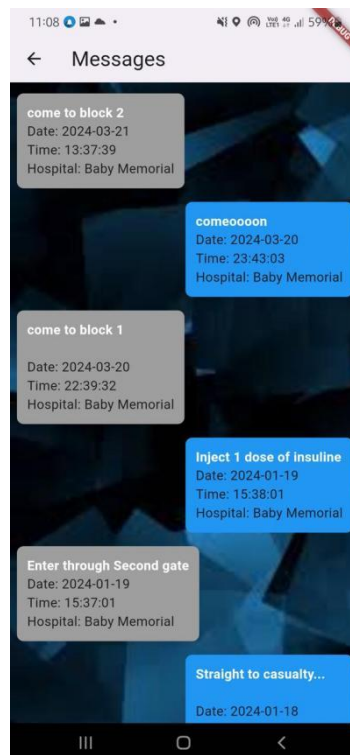 11:08
Vo)) 4G
LTE1
59%
Messages
come to block 2
Date: 2024-03-21
Time: 13:37:39
Hospital: Baby Memorial
comeoooon
Date: 2024-03-20
Time: 23:43:03
Hospital: Baby Memorial
come to block 1
Date: 2024-03-20
Time: 22:39:32
Hospital: Baby Memorial
Inject 1 dose of insuline
Date: 2024-01-19
Time: 15:38:01
Hospital: Baby Memorial
Enter through Second gate
Date: 2024-01-19
Time: 15:37:01
Hospital: Baby Memorial
Straight to casualty...
Date: 2024-01-18